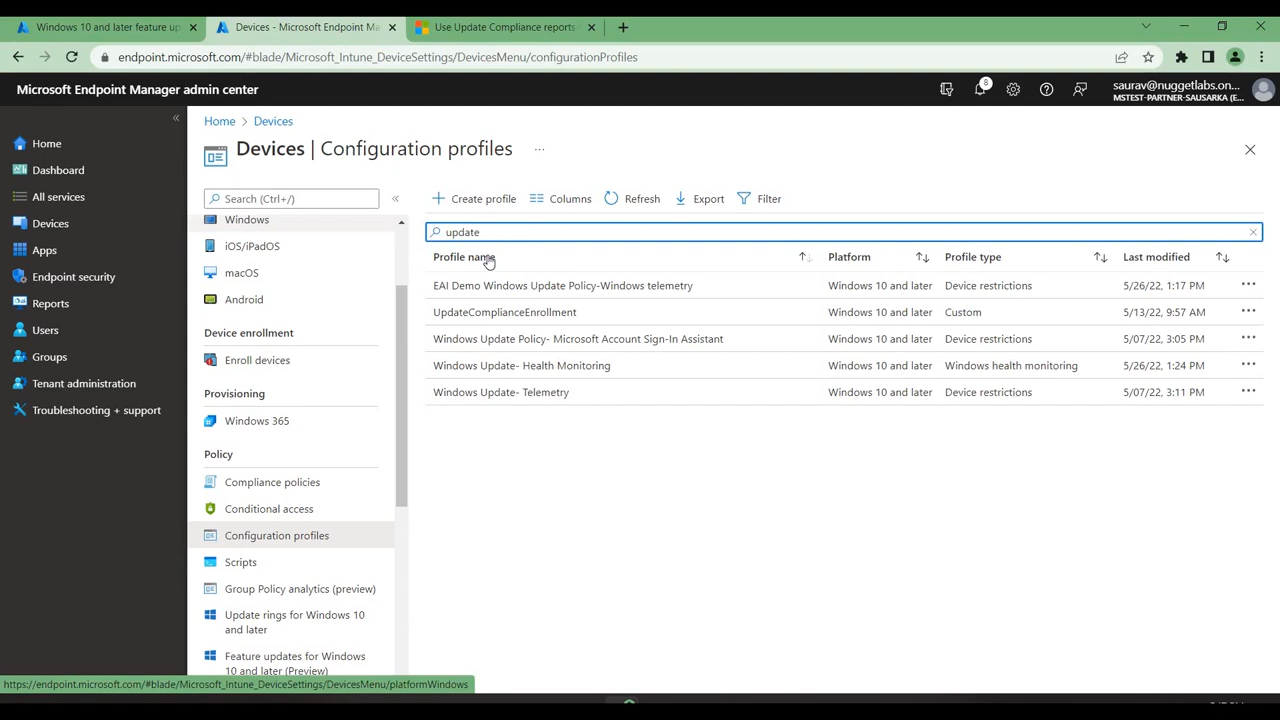 Windows 10 and later feature up
Devices - Microsoft Endpoint Ma
Use Update Compliance reports
endpoint.microsoft.com/#blade/Microsoft_Intune_DeviceSettings/DevicesMenu/configurationProfiles
Microsoft Endpoint Manager admin center
8
saurav@nuggetlabs.on...
MSTEST-PARTNER-SAUSARKA (E...
Home
Dashboard
All services
Devices
Apps
Endpoint security
Reports
Users
Groups
Tenant administration
Troubleshooting + support
Home > Devices
Devices | Configuration profiles ...
Search (Ctrl+/)
Windows
iOS/iPadOS
macOS
Android
Device enrollment
Enroll devices
Provisioning
Windows 365
Policy
Compliance policies
Conditional access
Configuration profiles
Scripts
Group Policy analytics (preview)
Update rings for Windows 10
and later
Feature updates for Windows
10 and later (Preview)
Create profile Columns Refresh Export Filter
update
Profile name Platform Profile type Last modified
EAI Demo Windows Update Policy-Windows telemetry Windows 10 and later Device restrictions 5/26/22, 1:17 PM ...
UpdateComplianceEnrollment Windows 10 and later Custom 5/13/22, 9:57 AM ...
Windows Update Policy- Microsoft Account Sign-In Assistant Windows 10 and later Device restrictions 5/07/22, 3:05 PM ...
Windows Update- Health Monitoring Windows 10 and later Windows health monitoring 5/26/22, 1:24 PM ...
Windows Update- Telemetry Windows 10 and later Device restrictions 5/07/22, 3:11 PM ...
https://endpoint.microsoft.com/#blade/Microsoft_Intune_DeviceSettings/DevicesMenu/platformWindows